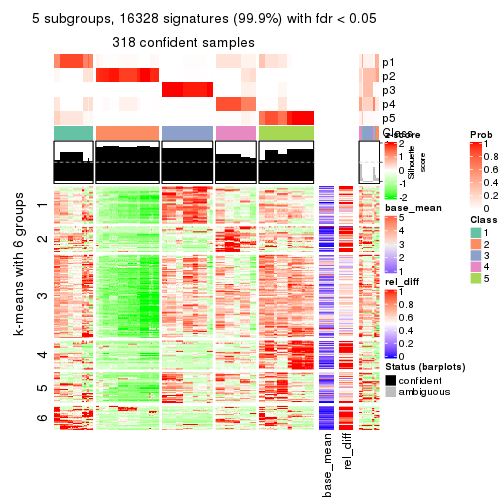 5 subgroups, 16328 signatures (99.9%) with fdr < 0.05
318 confident samples
p1
p2
p3
p4
p5
Class
z-score
2
1
0
-1
-2
Silhouette score
Prob
1
0.8
0.6
0.4
0.2
0
k-means with 6 groups
1
2
3
4
5
6
base_mean
5
4
3
2
1
Class
1
2
3
4
5
rel_diff
1
0.8
0.6
0.4
0.2
0
Status (barplots)
confident
ambiguous
base_mean
rel_diff